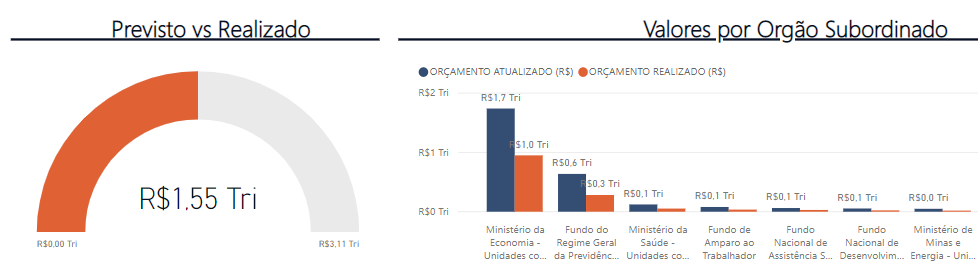 Previsto vs Realizado
R$1,55 Tri
R$0,00 Tri
R$3,11 Tri
Valores por Orgão Subordinado
ORÇAMENTO ATUALIZADO (R$) ORÇAMENTO REALIZADO (R$)
R$2 Tri
R$1 Tri
R$0 Tri
R$1,7 Tri
R$1,0 Tri
R$0,6 Tri
R$0,3 Tri
R$0,1 Tri
R$0,1 Tri
R$0,1 Tri
R$0,1 Tri
R$0,0 Tri
Ministério da
Economia -
Unidades co...
Fundo do
Regime Geral
da Previdênc...
Ministério da
Saúde -
Unidades co...
Fundo de
Amparo ao
Trabalhador
Fundo
Nacional de
Assistência S...
Fundo
Nacional de
Desenvolvim...
Ministério de
Minas e
Energia - Uni...